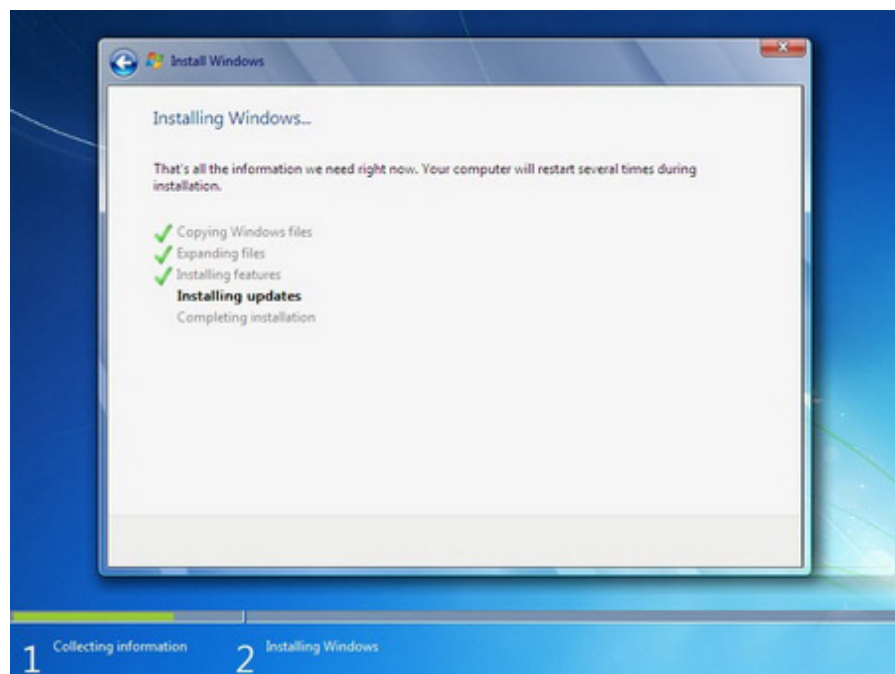 Install Windows
Installing Windows...
That's all the information we need right now. Your computer will restart several times during
installation.
Copying Windows files
Expanding files
Installing features
Installing updates
Completing installation
1 Collecting information
2 Installing Windows